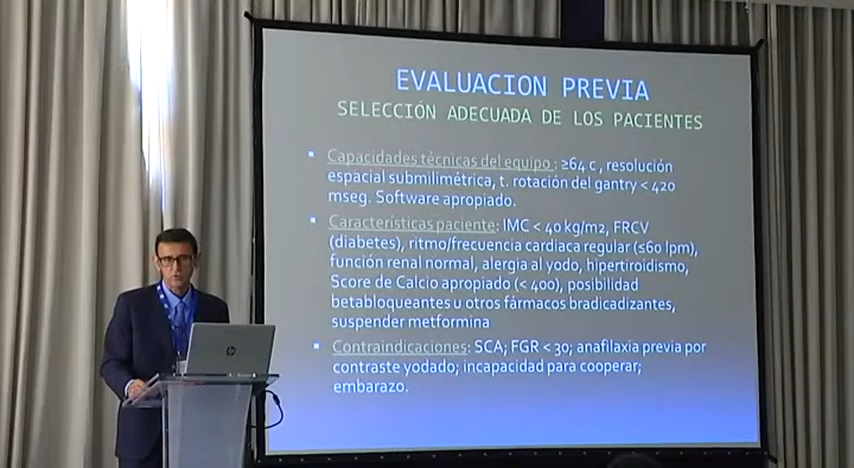 EVALUACION PREVIA
SELECCIÓN ADECUADA DE LOS PACIENTES
Capacidades técnicas del equipo : ≥64 c , resolución
espacial submilimétrica, t. rotación del gantry < 420
mseg. Software apropiado.
Características paciente: IMC < 40 kg/m2, FRCV
(diabetes), ritmo/frecuencia cardiaca regular (≤60 lpm),
función renal normal, alergia al yodo, hipertiroidismo,
Score de Calcio apropiado (< 400), posibilidad
betabloqueantes u otros fármacos bradicadizantes,
suspender metformina
Contraindicaciones: SCA; FGR < 30; anafilaxia previa por
contraste yodado; incapacidad para cooperar;
embarazo.
hp